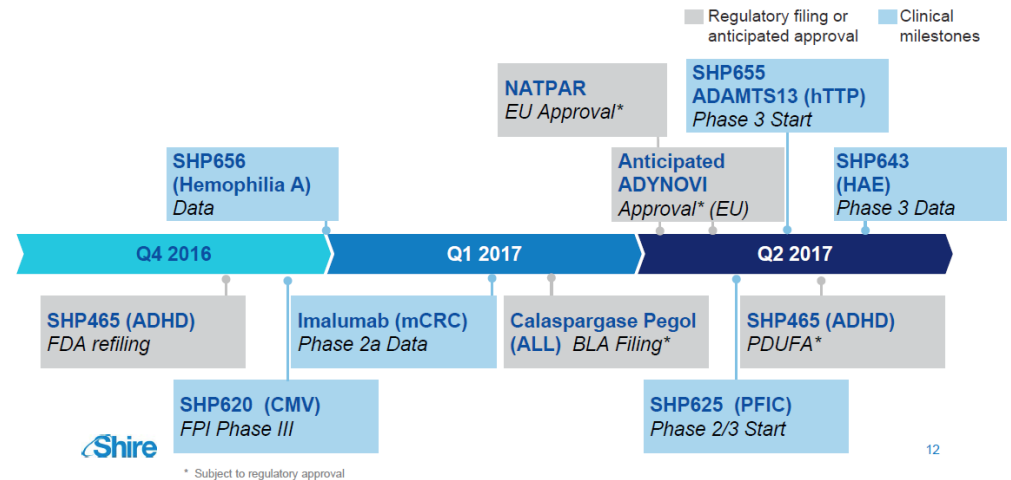 Regulatory filing or
anticipated approval
Clinical
milestones
NATPAR
EU Approval*
SHP655
ADAMTS13 (hTTP)
Phase 3 Start
SHP656
(Hemophilia A)
Data
Anticipated
ADYNOVI
Approval* (EU)
SHP643
(HAE)
Phase 3 Data
Q4 2016
Q1 2017
Q2 2017
SHP465 (ADHD)
FDA refiling
Imalumab (mCRC)
Phase 2a Data
Calaspargase Pegol
(ALL) BLA Filing*
SHP465 (ADHD)
PDUFA*
SHP620 (CMV)
FPI Phase III
SHP625 (PFIC)
Phase 2/3 Start
Shire
12
* Subject to regulatory approval